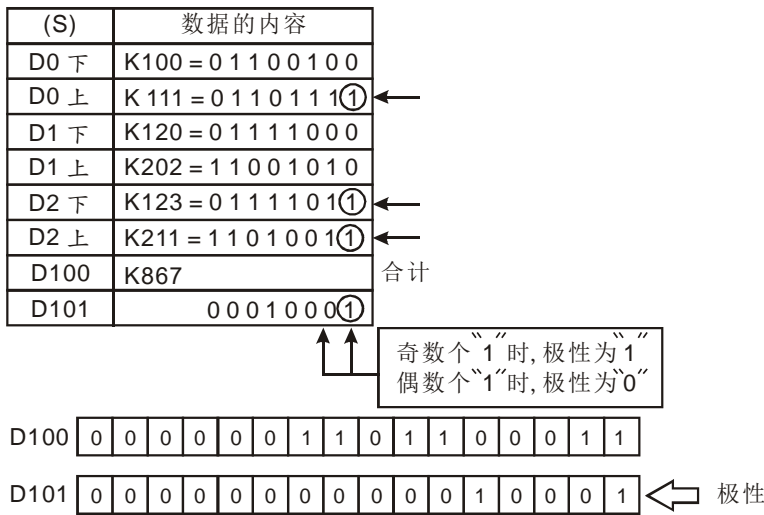 (S) 数据的内容
D0 下 K100 = 0 1 1 0 0 1 0 0
D0 上 K 111 = 0 1 1 0 1 1 1 1
D1 下 K120 = 0 1 1 1 1 0 0 0
D1 上 K202 = 1 1 0 0 1 0 1 0
D2 下 K123 = 0 1 1 1 1 0 1 1
D2 上 K211 = 1 1 0 1 0 0 1 1
D100 K867 合计
D101 0 0 0 1 0 0 0 1
奇数个“1”时,极性为“1”
偶数个“1”时,极性为“0”
D100 0 0 0 0 0 0 1 1 0 1 1 0 0 0 1 1
D101 0 0 0 0 0 0 0 0 0 0 0 1 0 0 0 1 极性